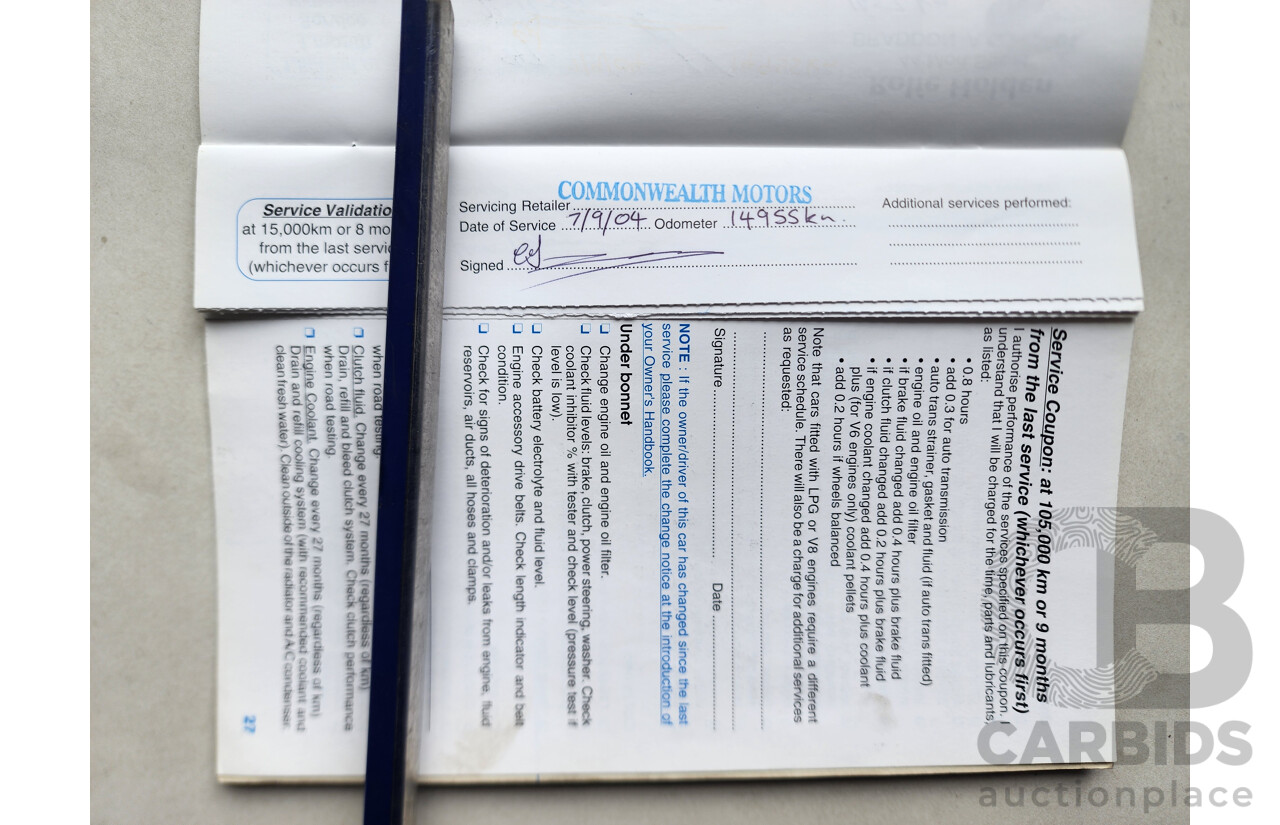 COMMONWEALTH MOTORS
Servicing Retailer
Date of Service 7/9/04 Odometer 14955km.
Signed
Additional services performed:
Service Validatio
at 15,000km or 8 mo
from the last servic
(whichever occurs f
Service Coupon: at 105,000 km or 9 months
from the last service (whichever occurs first)
I authorise performance of the services specified on this coupon. I
understand that I will be charged for the time, parts and lubricants,
as listed:
• 0.8 hours
• add 0.3 for auto transmission
• auto trans strainer, gasket and fluid (if auto trans fitted)
• engine oil and engine oil filter
• if brake fluid changed add 0.4 hours plus brake fluid
• if clutch fluid changed add 0.2 hours plus brake fluid
• if engine coolant changed add 0.4 hours plus coolant
plus (for V6 engines only) coolant pellets
• add 0.2 hours if wheels balanced
Note that cars fitted with LPG or V8 engines require a different
service schedule. There will also be a charge for additional services
as requested:
Signature Date
NOTE : If the owner/driver of this car has changed since the last
service please complete the change notice at the introduction of
your Owner's Handbook.
Under bonnet
❏ Change engine oil and engine oil filter.
❏ Check fluid levels: brake, clutch, power steering, washer. Check
coolant inhibitor % with tester and check level (pressure test if
level is low).
❏ Check battery electrolyte and fluid level.
❏ Engine accessory drive belts. Check length indicator and belt
condition.
❏ Check for signs of deterioration and/or leaks from engine, fluid
reservoirs, air ducts, all hoses and clamps.
when road testing.
❏ Clutch fluid. Change every 27 months (regardless of km)
Drain, refill and bleed clutch system. Check clutch performance
when road testing.
❏ Engine Coolant. Change every 27 months (regardless of km)
Drain and refill cooling system (with recommended coolant and
clean fresh water). Clean outside of the radiator and A/C condenser.
27
B
CARBIDS
auctionplace